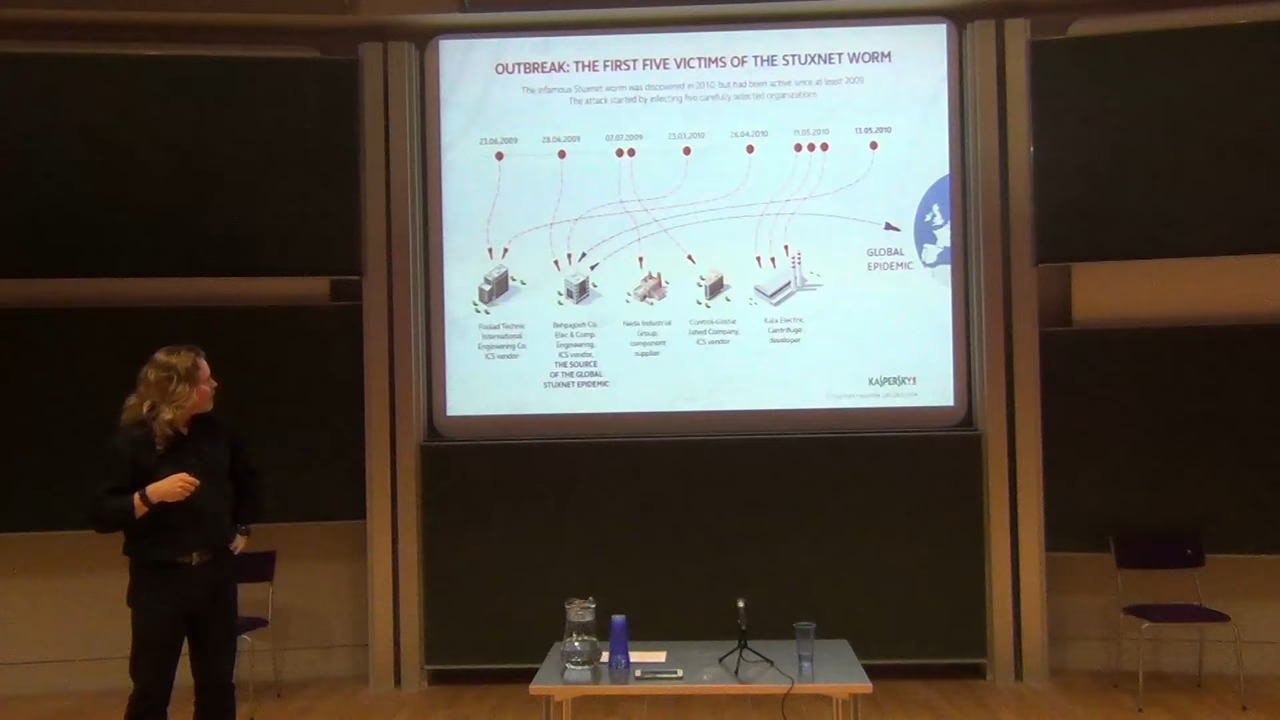 OUTBREAK: THE FIRST FIVE VICTIMS OF THE STUXNET WORM
The infamous Stuxnet worm was discovered in 2010, but had been active since at least 2009
The attack started by infecting five carefully selected organizations
23.06.2009 28.06.2009 07.07.2009 23.03.2010 26.04.2010 11.05.2010 13.05.2010
GLOBAL
EPIDEMIC
Foolad Technic
International
Engineering Co,
ICS vendor
Behpajooh Co.
Elec & Comp.
Engineering,
ICS vendor,
THE SOURCE
OF THE GLOBAL
STUXNET EPIDEMIC
Neda Industrial
Group,
component
supplier
Control-Gostar
Jahed Company,
ICS vendor
Kala Electric,
Centrifuge
developer
KASPERSKY